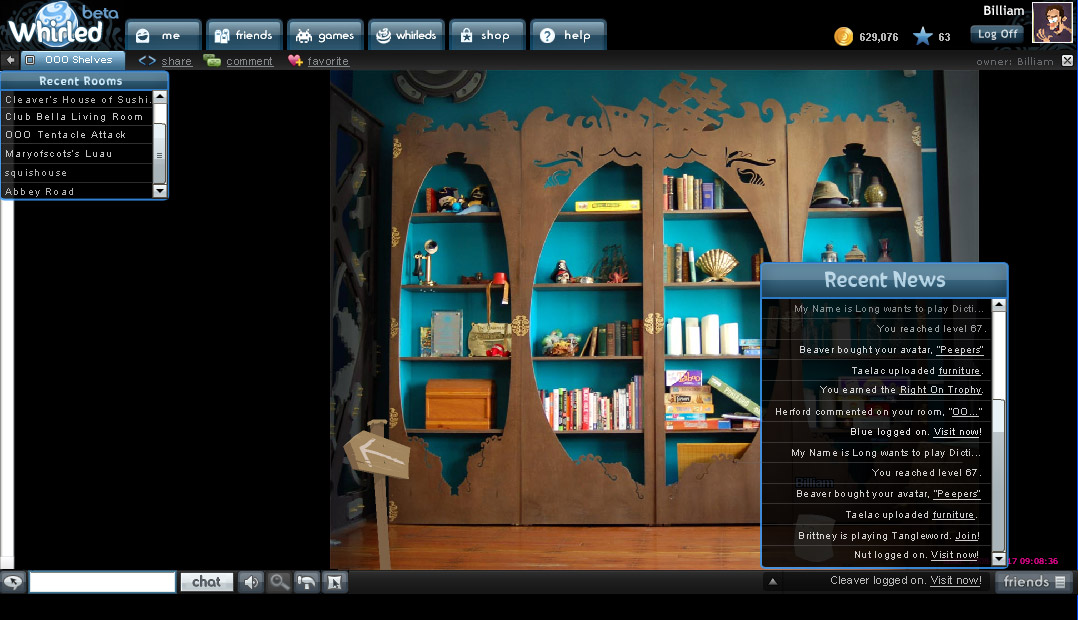 Whirled
beta
me
friends
games
whirleds
shop
help
629,076
63
Billiam
Log Off
OOO Shelves
share
comment
favorite
owner: Billiam
Recent Rooms
Cleaver's House of Sushi.
Club Bella Living Room
OOO Tentacle Attack
Maryofscots's Luau
squishouse
Abbey Road
Recent News
My Name is Long wants to play Dicti...
You reached level 67.
Beaver bought your avatar, "Peepers"
Taelac uploaded furniture.
You earned the Right On Trophy.
Herford commented on your room, "OO..."
Blue logged on. Visit now!
My Name is Long wants to play Dicti...
You reached level 67.
Beaver bought your avatar, "Peepers"
Taelac uploaded furniture.
Brittney is playing Tangleword. Join!
Nut logged on. Visit now!
Billiam
17 09:08:36
chat
Cleaver logged on. Visit now!
friends